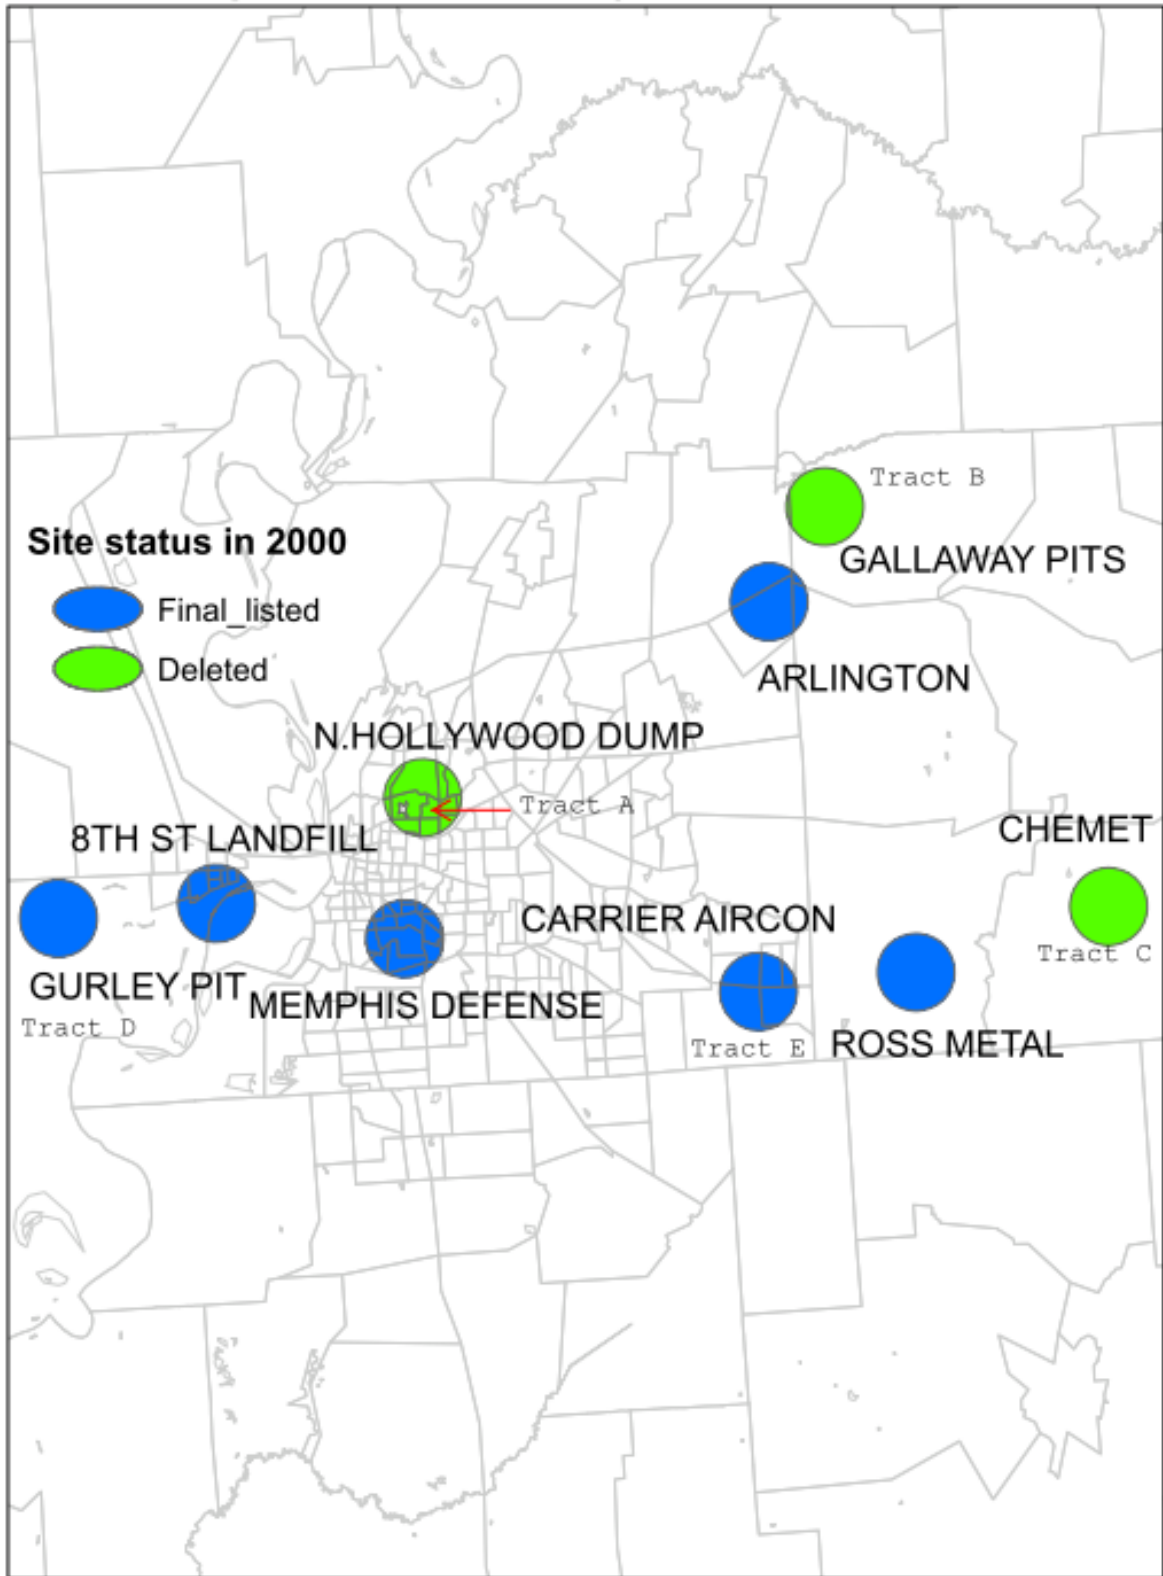 Tract B
Site status in 2000
GALLAWAY PITS
Final_listed
Deleted
ARLINGTON
N.HOLLYWOOD DUMP
Tract A
8TH ST LANDFILL
CHEMET
CARRIER AIRCON
Tract C
GURLEY PIT
MEMPHIS DEFENSE
Tract D
Tract E
ROSS METAL